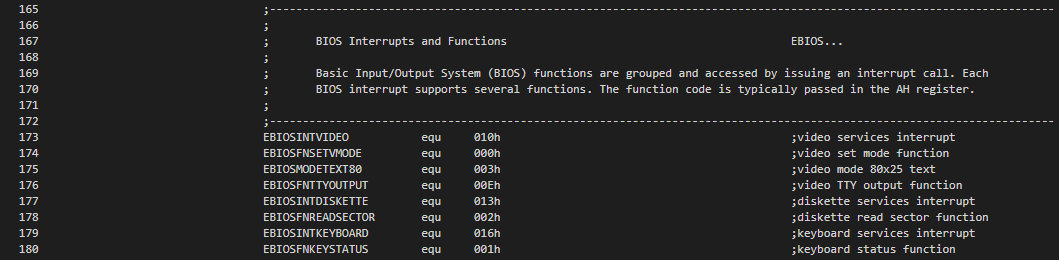 165 ;------------------------------------------------------------------------------------------------------------------------
166 ;
167 ; BIOS Interrupts and Functions EBIOS...
168 ;
169 ; Basic Input/Output System (BIOS) functions are grouped and accessed by issuing an interrupt call. Each
170 ; BIOS interrupt supports several functions. The function code is typically passed in the AH register.
171 ;
172 ;------------------------------------------------------------------------------------------------------------------------
173 EBIOSINTVIDEO equ 010h ;video services interrupt
174 EBIOSFNSETVMODE equ 000h ;video set mode function
175 EBIOSMODETEXT80 equ 003h ;video mode 80x25 text
176 EBIOSFNTTYOUTPUT equ 00Eh ;video TTY output function
177 EBIOSINTDISKETTE equ 013h ;diskette services interrupt
178 EBIOSFNREADSECTOR equ 002h ;diskette read sector function
179 EBIOSINTKEYBOARD equ 016h ;keyboard services interrupt
180 EBIOSFNKEYSTATUS equ 001h ;keyboard status function